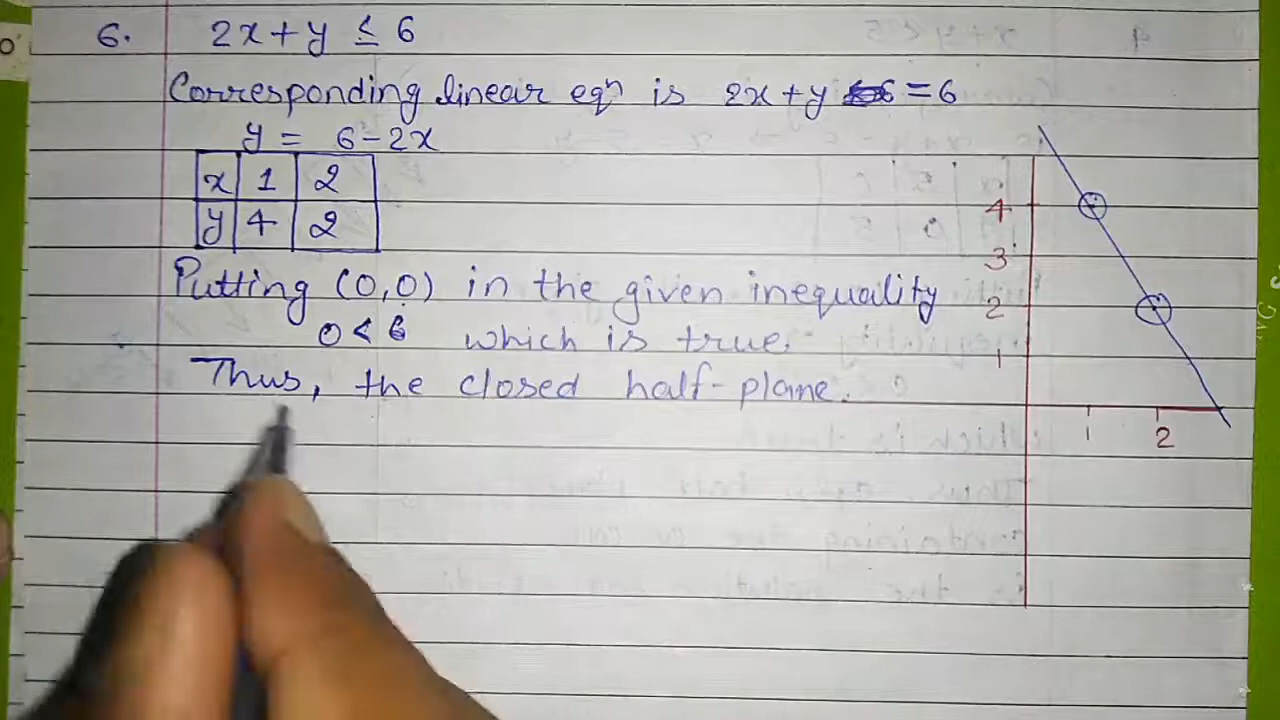 6. 2x+y ≤ 6
Corresponding linear eqⁿ is 2x+y = 6
y = 6-2x
x 1 2
y 4 2
Putting (0,0) in the given inequality
0 < 6 which is true.
Thus, the closed half-plane.
4
3
2
1
1 2